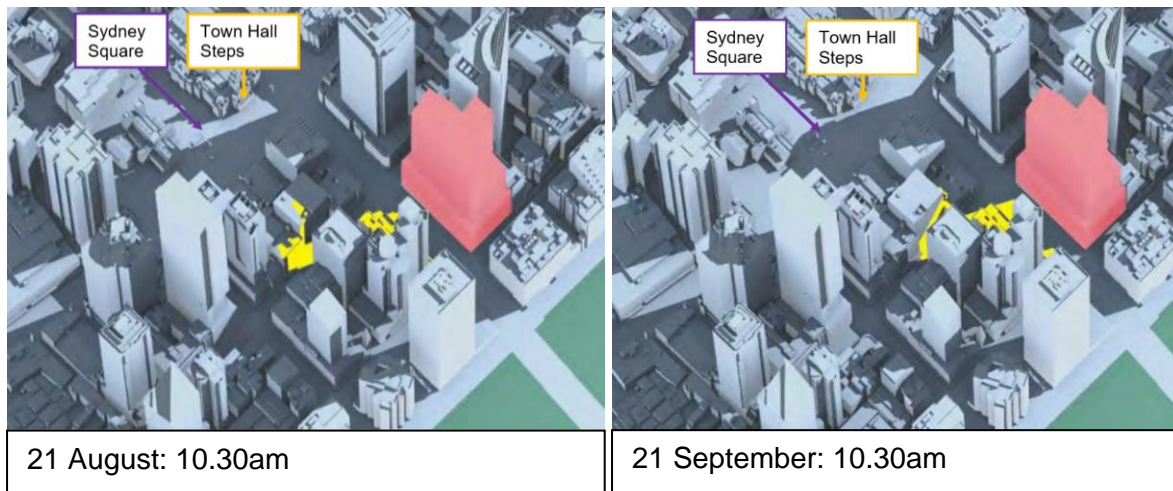 Sydney
Square
Town Hall
Steps
21 August: 10.30am
Sydney
Square
Town Hall
Steps
21 September: 10.30am